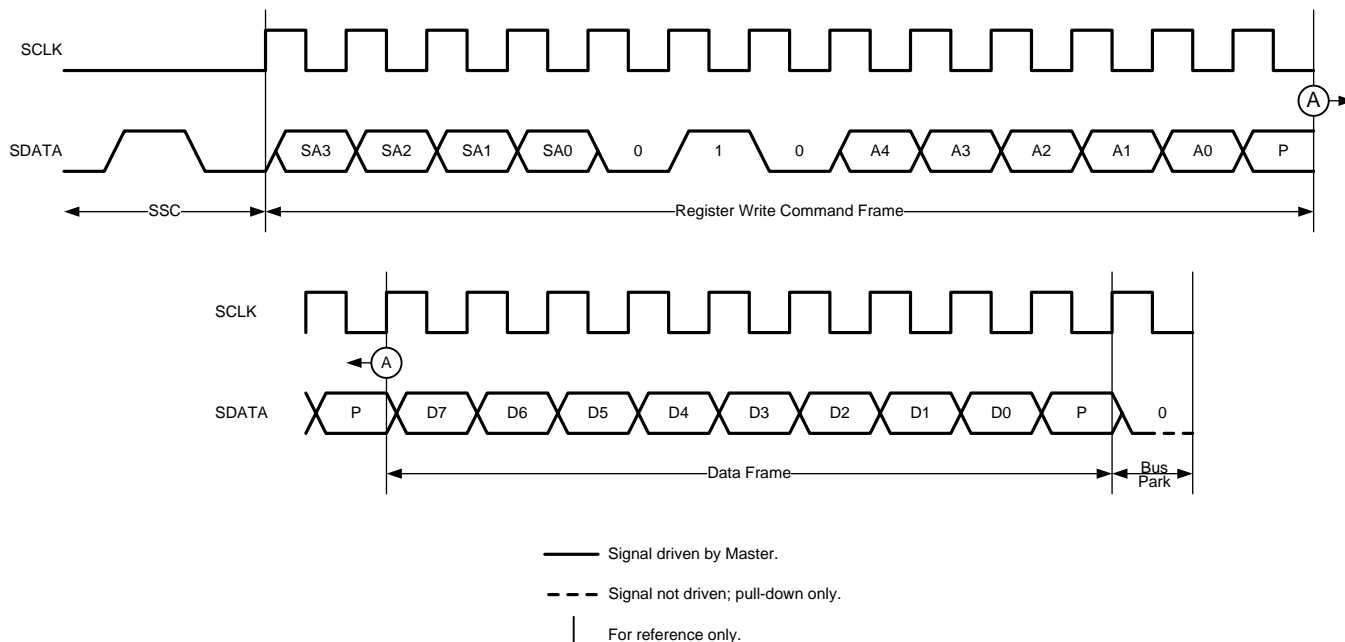 SCLK
A
SDATA SA3 SA2 SA1 SA0 0 1 0 A4 A3 A2 A1 A0 P
SSC Register Write Command Frame
SCLK
A
SDATA P D7 D6 D5 D4 D3 D2 D1 D0 P 0
Data Frame Bus
Park
Signal driven by Master.
Signal not driven; pull-down only.
For reference only.